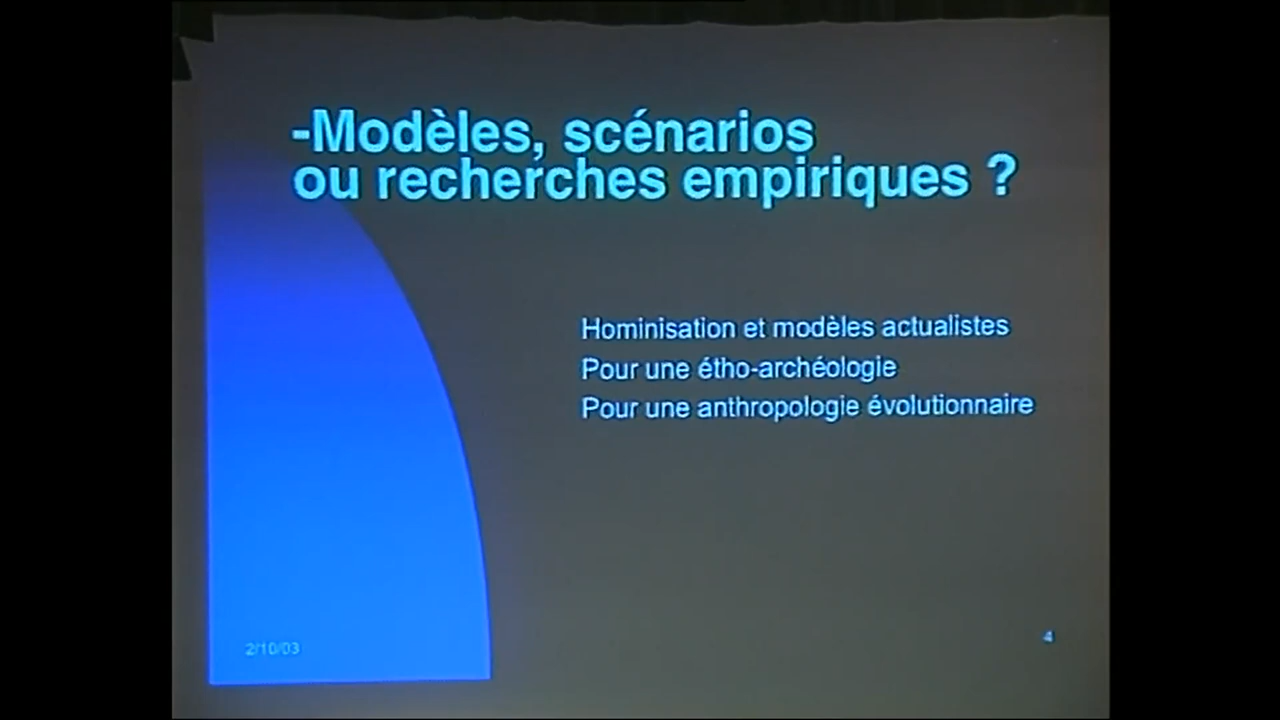 -Modèles, scénarios
ou recherches empiriques ?
Hominisation et modèles actualistes
Pour une étho-archéologie
Pour une anthropologie évolutionnaire
2/10/03
4